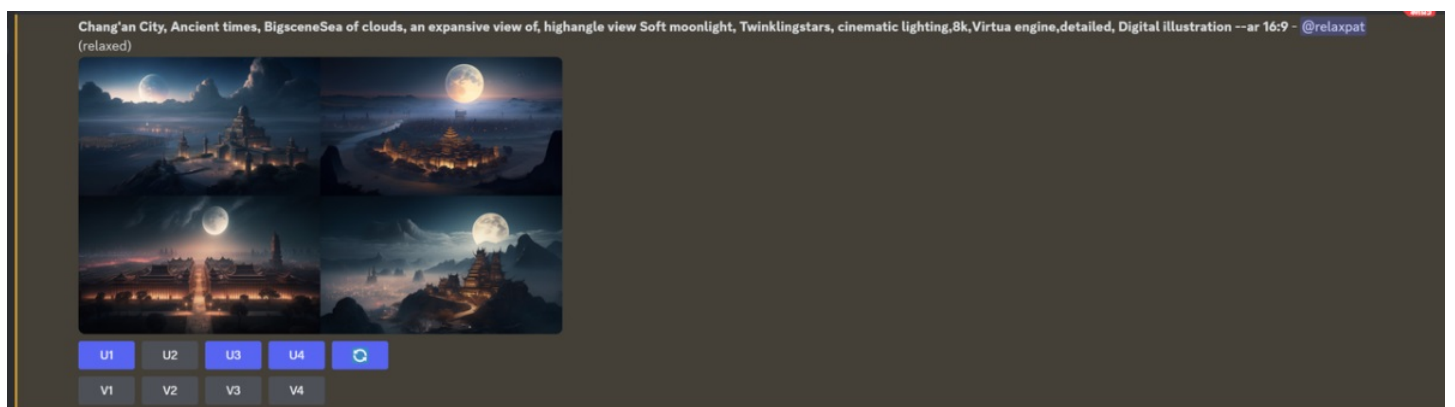 Chang'an City, Ancient times, BigsceneSea of clouds, an expansive view of, highangle view Soft moonlight, Twinklingstars, cinematic lighting,8k,Virtua engine,detailed, Digital illustration --ar 16:9 - @relaxpat
(relaxed)
U1 U2 U3 U4
V1 V2 V3 V4